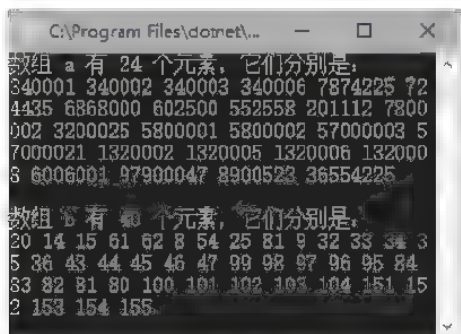 C:\Program Files\dotnet\...
数组 a 有 24 个元素，它们分别是：
340001 340002 340003 340006 7874225 72
4435 6868000 602500 552558 201112 7800
002 3200025 5800001 5800002 57000003 5
7000021 1320002 1320005 1320006 132000
8 6006001 97900047 8900523 36554225
数组 b 有 40 个元素，它们分别是：
20 14 15 61 62 8 54 25 81 9 32 33 34 3
5 36 43 44 45 46 47 99 98 97 96 95 84
83 82 81 80 100 101 102 103 104 151 15
2 153 154 155